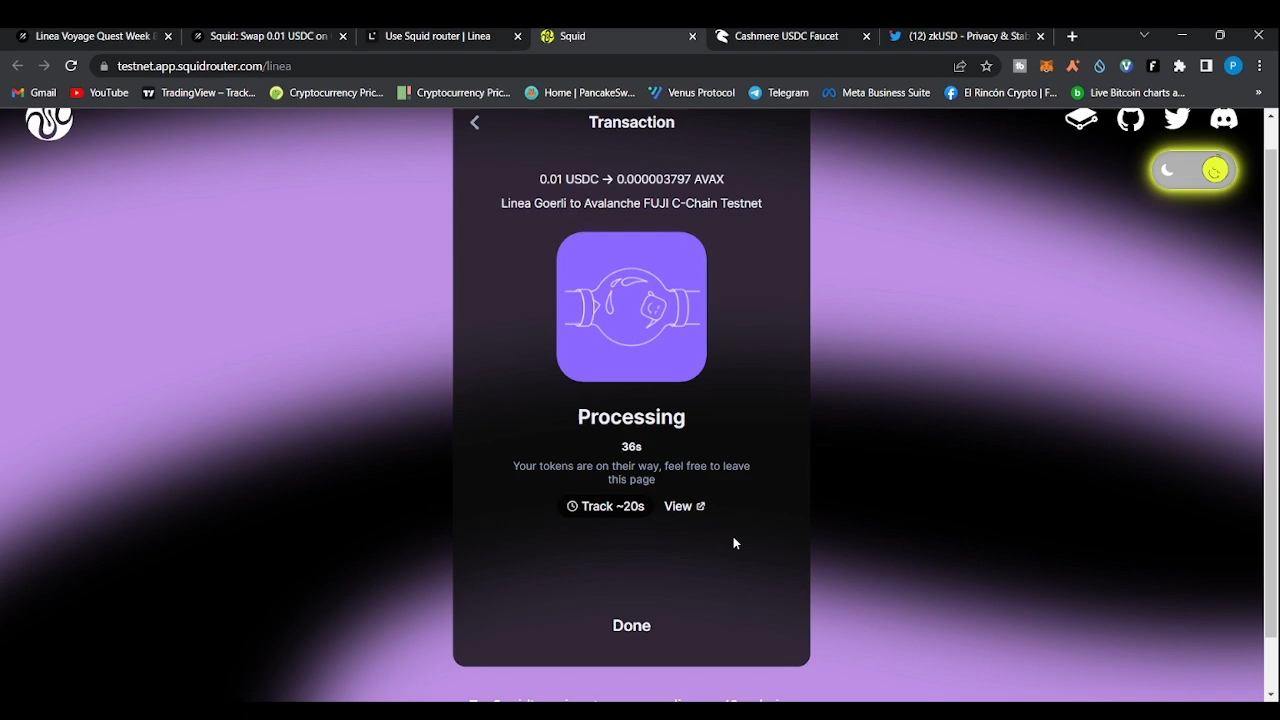 Linea Voyage Quest Week
Squid: Swap 0.01 USDC on
Use Squid router | Linea
Squid
Cashmere USDC Faucet
(12) zkUSD - Privacy & Stab
testnet.app.squidrouter.com/linea
P
Gmail
YouTube
TradingView – Track...
Cryptocurrency Pric...
Cryptocurrency Pric...
Home | PancakeSw...
Venus Protocol
Telegram
Meta Business Suite
El Rincón Crypto | F...
Live Bitcoin charts a...
»
Transaction
0.01 USDC → 0.000003797 AVAX
Linea Goerli to Avalanche FUJI C-Chain Testnet
Processing
36s
Your tokens are on their way, feel free to leave
this page
Track ~20s
View
Done